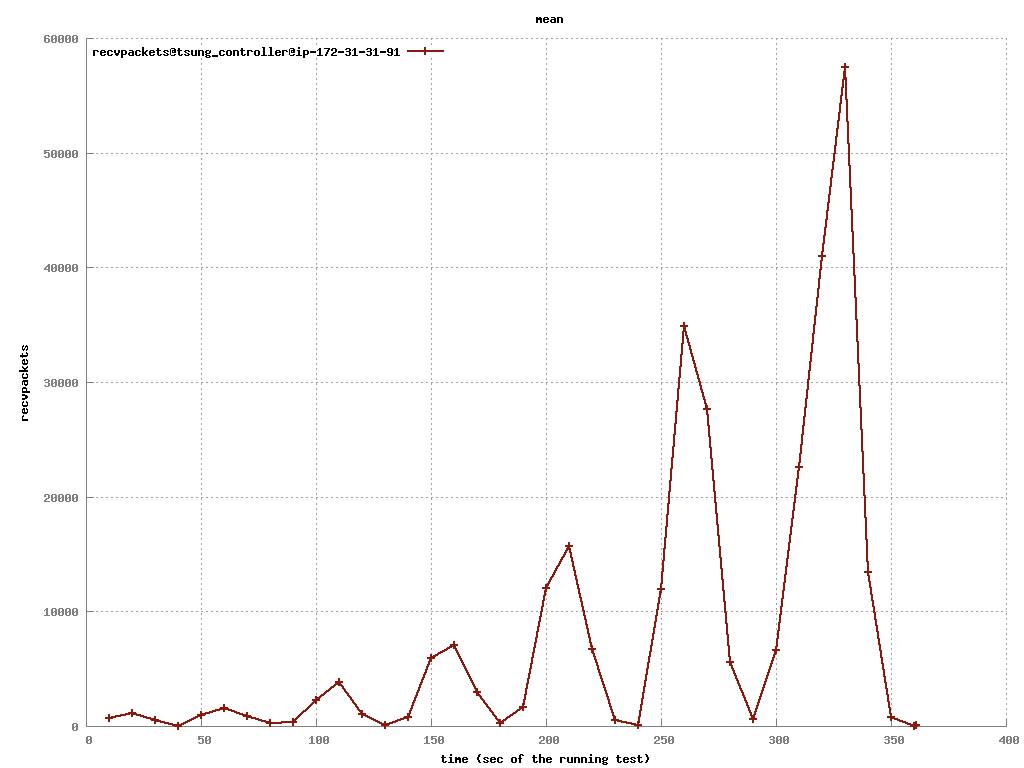 mean
recvpackets@tsung_controller@ip-172-31-31-91
60000
50000
40000
30000
20000
10000
0
recvpackets
0 50 100 150 200 250 300 350 400
time (sec of the running test)